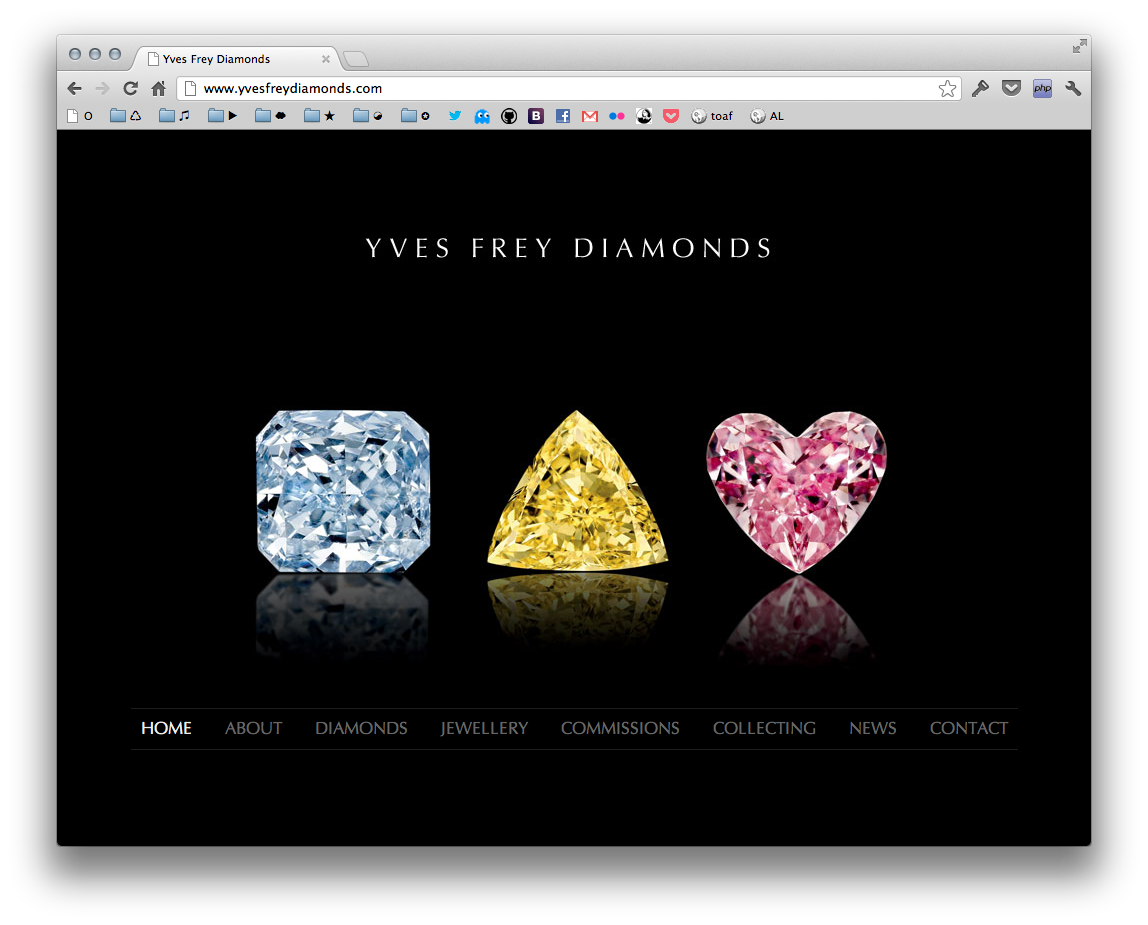 Yves Frey Diamonds
www.yvesfreydiamonds.com
php
O
B
f
toaf
AL
YVES FREY DIAMONDS
HOME ABOUT DIAMONDS JEWELLERY COMMISSIONS COLLECTING NEWS CONTACT